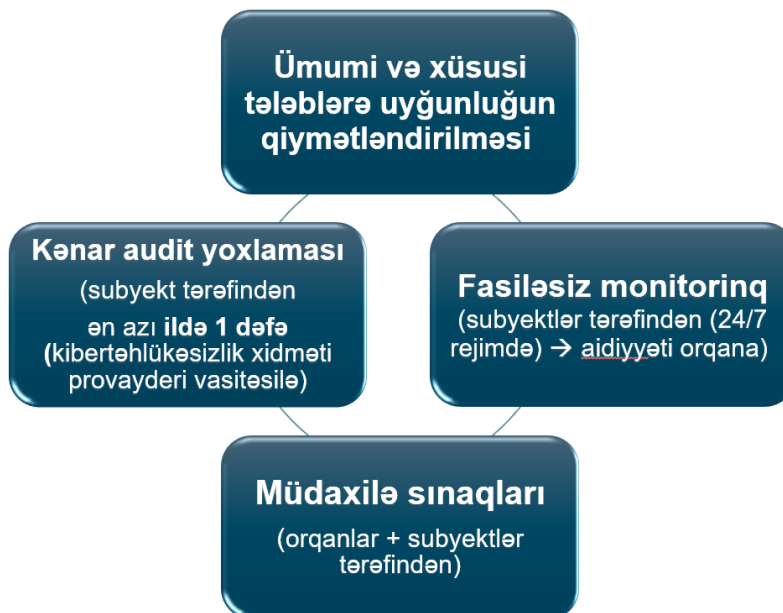 Ümumi və xüsusi
tələblərə uyğunluğun
qiymətləndirilməsi
Kənar audit yoxlaması
(subyekt tərəfindən
ən azı ildə 1 dəfə
(kibertəhlükəsizlik xidməti
provayderi vasitəsilə)
Fasiləsiz monitorinq
(subyektlər tərəfindən (24/7
rejimdə) → aidiyyəti orqana)
Müdaxilə sınaqları
(orqanlar + subyektlər
tərəfindən)